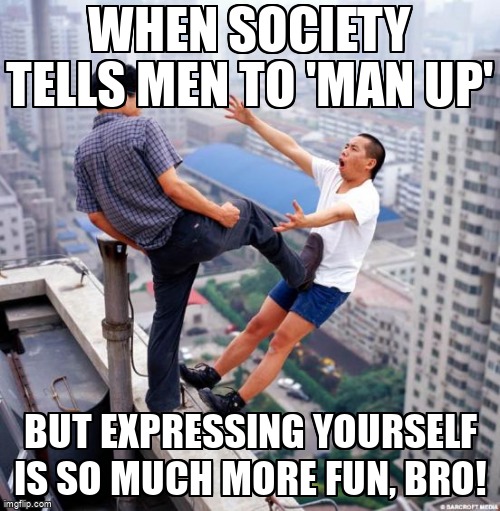 WHEN SOCIETY
TELLS MEN TO 'MAN UP'
BUT EXPRESSING YOURSELF
IS SO MUCH MORE FUN, BRO!
imgflip.com
© BARCROFT MEDIA